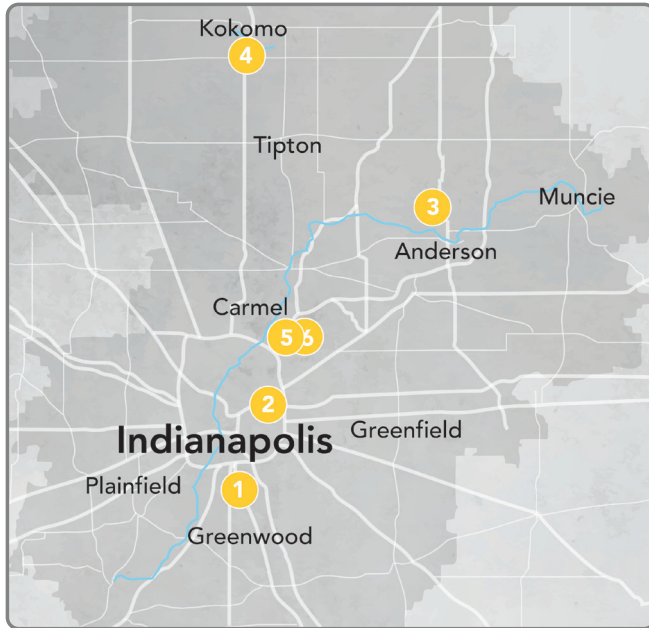 Kokomo
4
Tipton
3
Muncie
Anderson
Carmel
5 6
2
Indianapolis
Greenfield
Plainfield
1
Greenwood